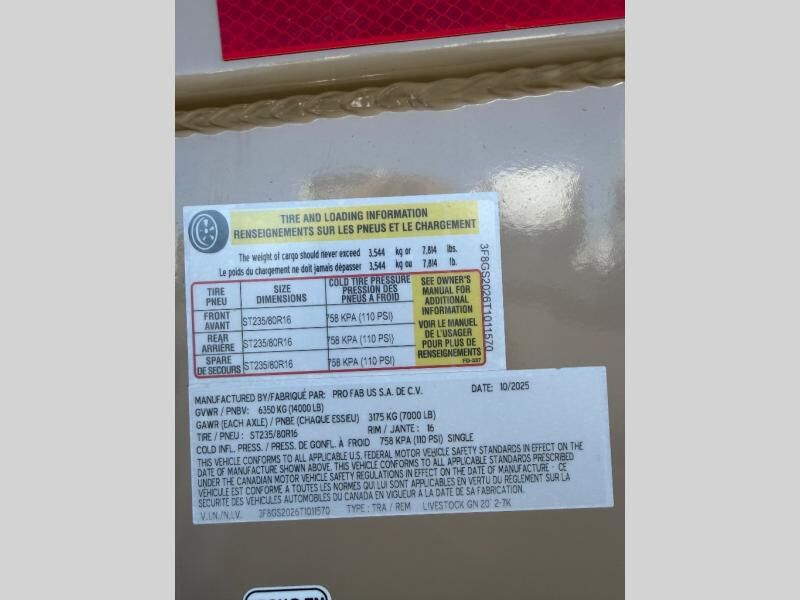 TIRE AND LOADING INFORMATION
RENSEIGNEMENTS SUR LES PNEUS ET LE CHARGEMENT
The weight of cargo should never exceed 3,544 kg or 7,814 lbs.
Le poids du chargement ne doit jamais dépasser 3,544 kg ou 7,814 lb.
TIRE PNEU SIZE DIMENSIONS COLD TIRE PRESSURE PRESSION DES PNEUS A FROID
FRONT AVANT ST235/80R16 758 KPA (110 PSI)
REAR ARRIÈRE ST235/80R16 758 KPA (110 PSI)
SPARE DE SECOURS ST235/80R16 758 KPA (110 PSI)
SEE OWNER'S
MANUAL FOR
ADDITIONAL
INFORMATION
VOIR LE MANUEL
DE L'USAGER
POUR PLUS DE
RENSEIGNEMENTS
3F8GS2026T1011570
MANUFACTURED BY/FABRIQUÉ PAR: PRO FAB US S.A. DE C.V. DATE: 10/2025
GVWR / PNBV: 6350 KG (14000 LB)
GAWR (EACH AXLE) / PNBE (CHAQUE ESSIEU) 3175 KG (7000 LB)
TIRE / PNEU : ST235/80R16 RIM / JANTE : 16
COLD INFL. PRESS. / PRESS. DE GONFL. À FROID 758 KPA (110 PSI) SINGLE
THIS VEHICLE CONFORMS TO ALL APPLICABLE U.S. FEDERAL MOTOR VEHICLE SAFETY STANDARDS IN EFFECT ON THE
DATE OF MANUFACTURE SHOWN ABOVE. THIS VEHICLE CONFORMS TO ALL APPLICABLE STANDARDS PRESCRIBED
UNDER THE CANADIAN MOTOR VEHICLE SAFETY REGULATIONS IN EFFECT ON THE DATE OF MANUFACTURE - CE
VÉHICULE EST CONFORME A TOUTES LES NORMES QUI LUI SONT APPLICABLES EN VERTU DU RÈGLEMENT SUR LA
SÉCURITÉ DES VÉHICULES AUTOMOBILES DU CANADA EN VIGUEUR A LA DATE DE SA FABRICATION.
V.I.N./N.I.V. 3F8GS2026T1011570 TYPE : TRA / REM LIVESTOCK GN 20' 2-7K